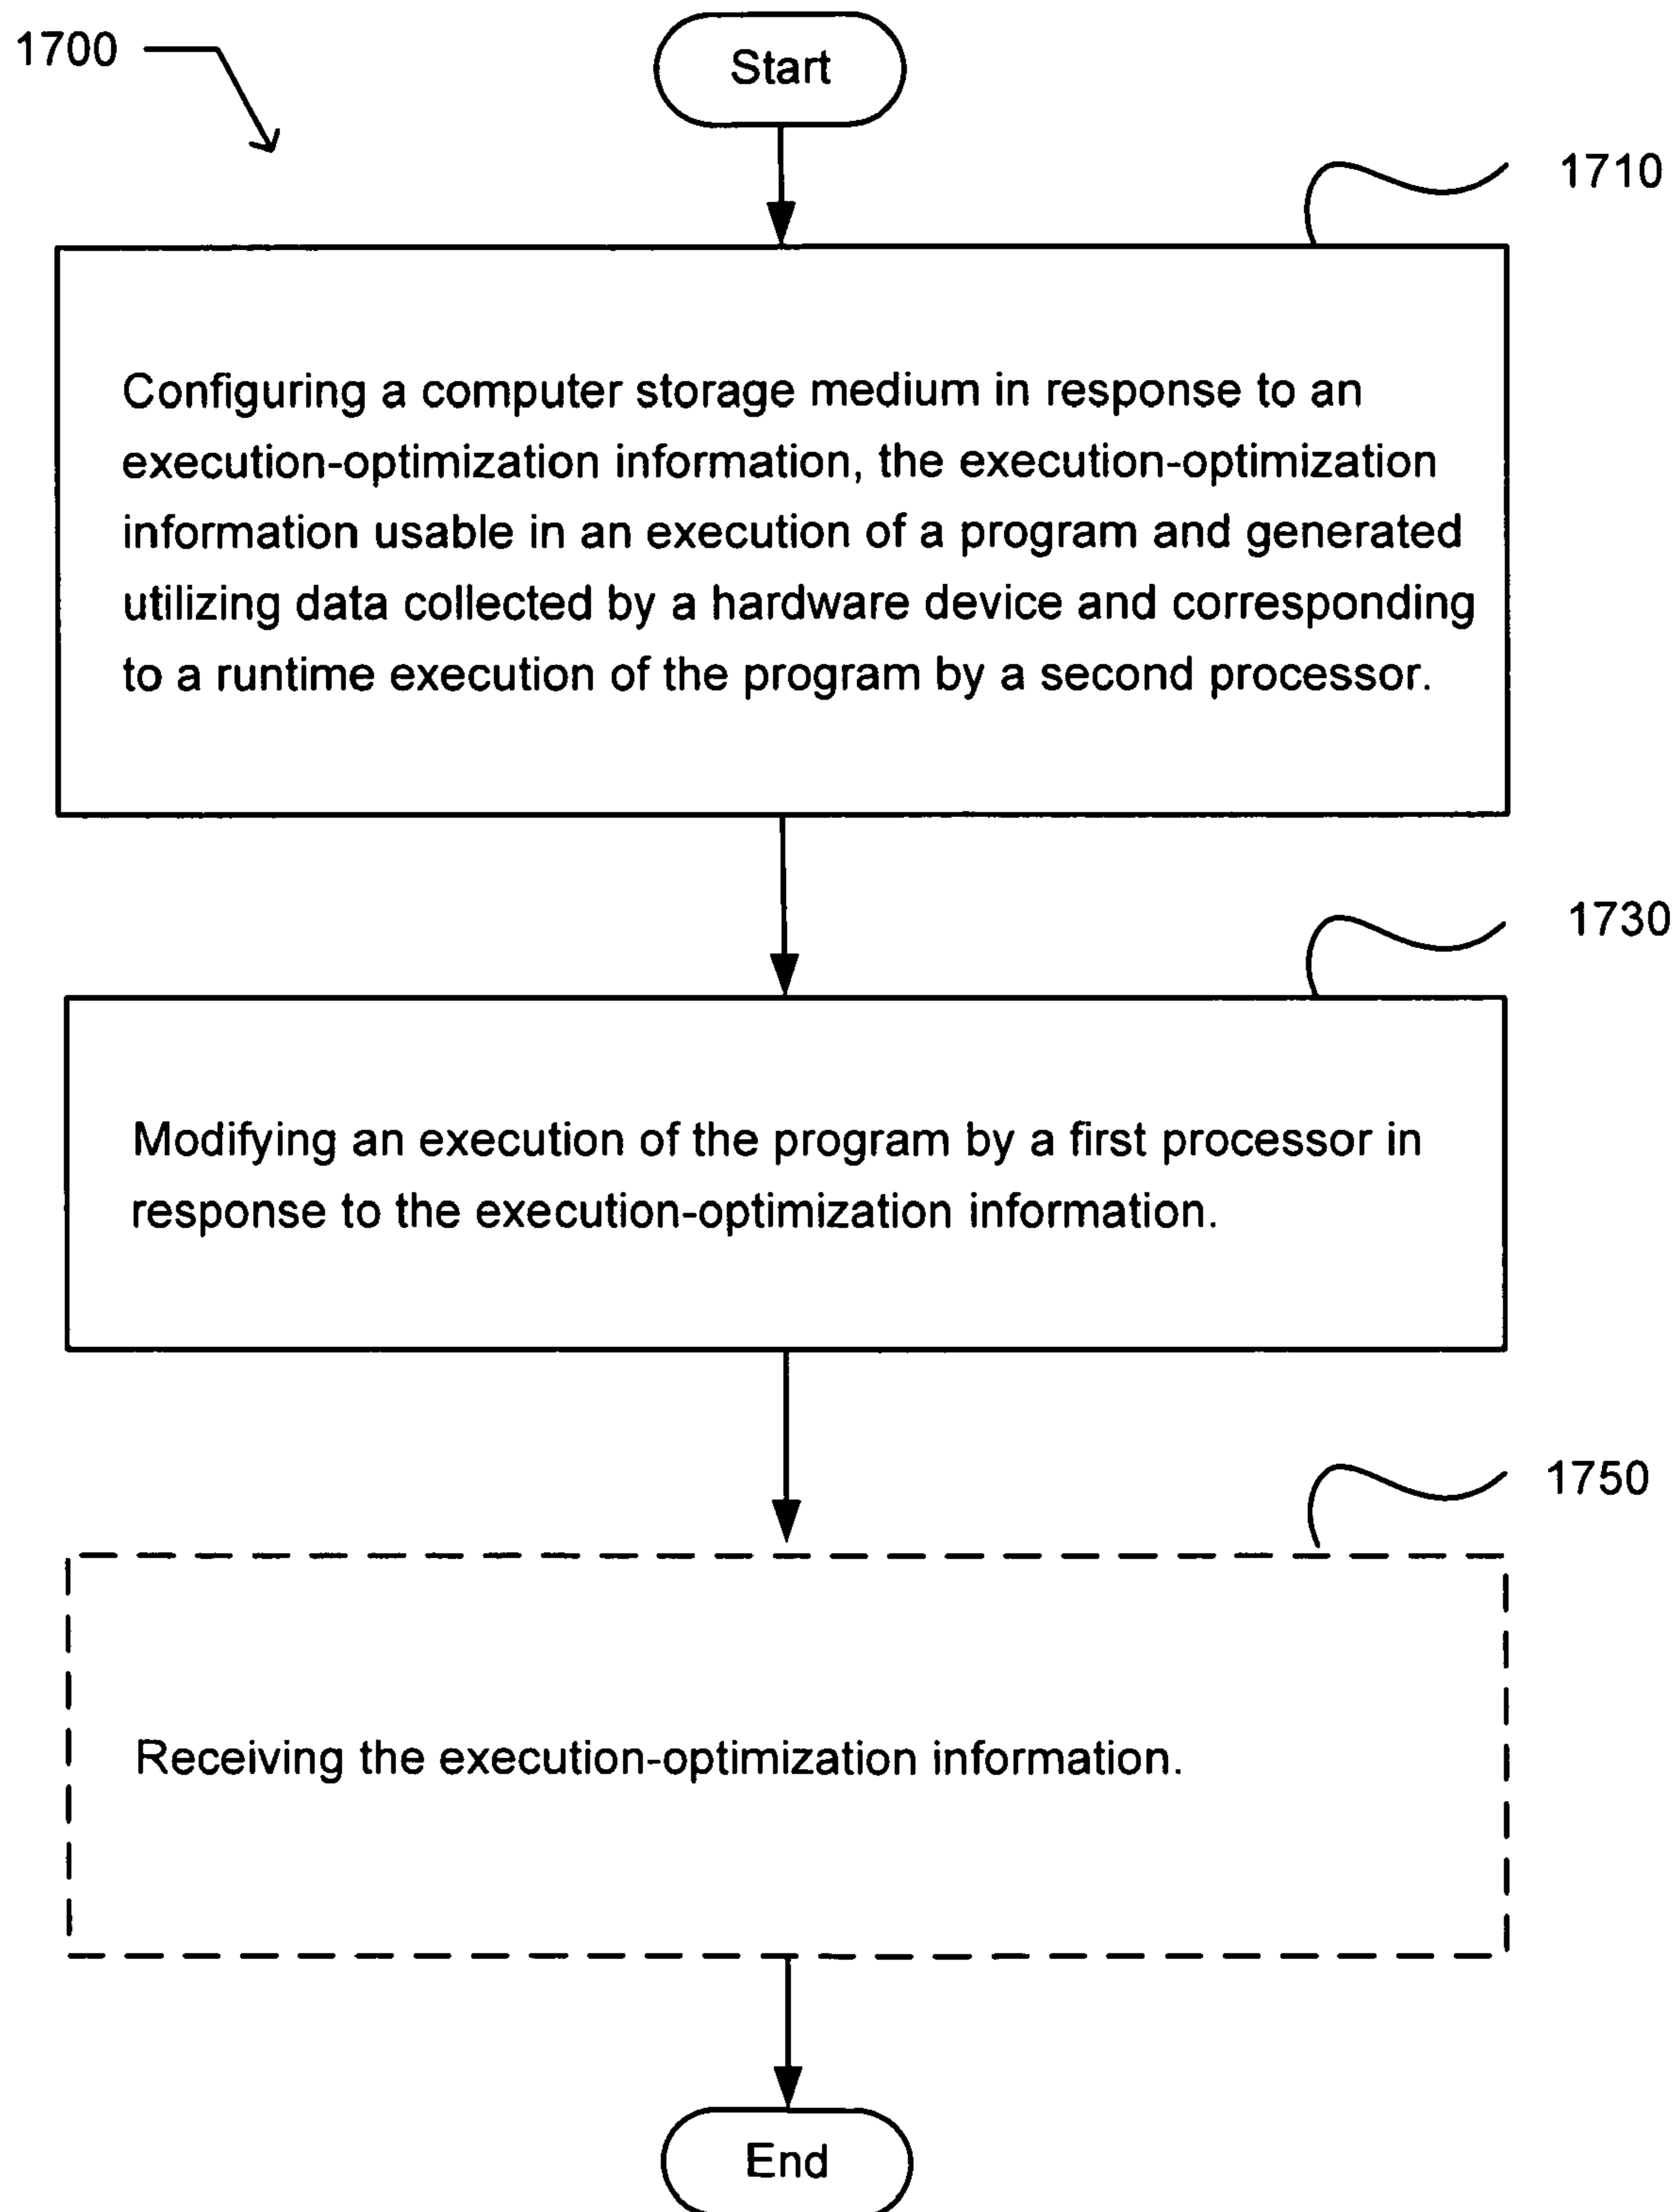 1700
Start
1710
Configuring a computer storage medium in response to an
execution-optimization information, the execution-optimization
information usable in an execution of a program and generated
utilizing data collected by a hardware device and corresponding
to a runtime execution of the program by a second processor.
1730
Modifying an execution of the program by a first processor in
response to the execution-optimization information.
1750
Receiving the execution-optimization information.
End